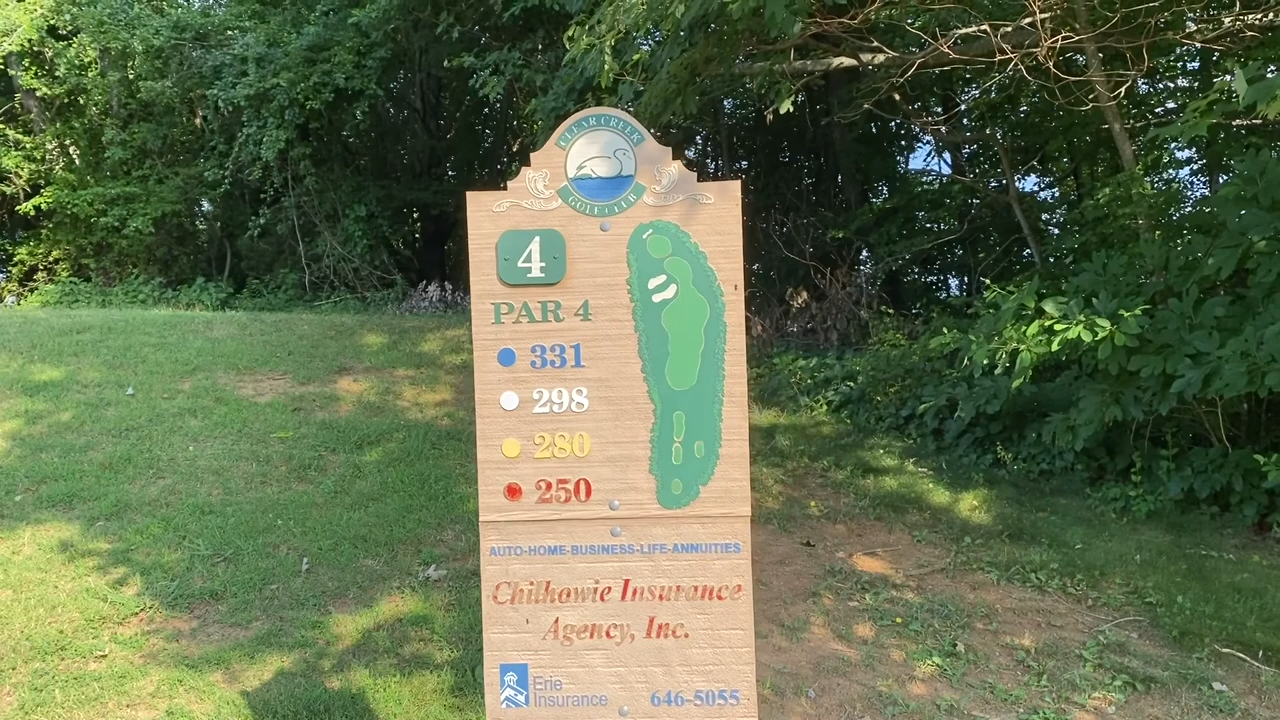 CLEAR CREEK
GOLF CLUB
4
PAR 4
331
298
280
250
AUTO-HOME-BUSINESS-LIFE-ANNUITIES
Chilhowie Insurance
Agency, Inc.
Erie
Insurance
646-5055